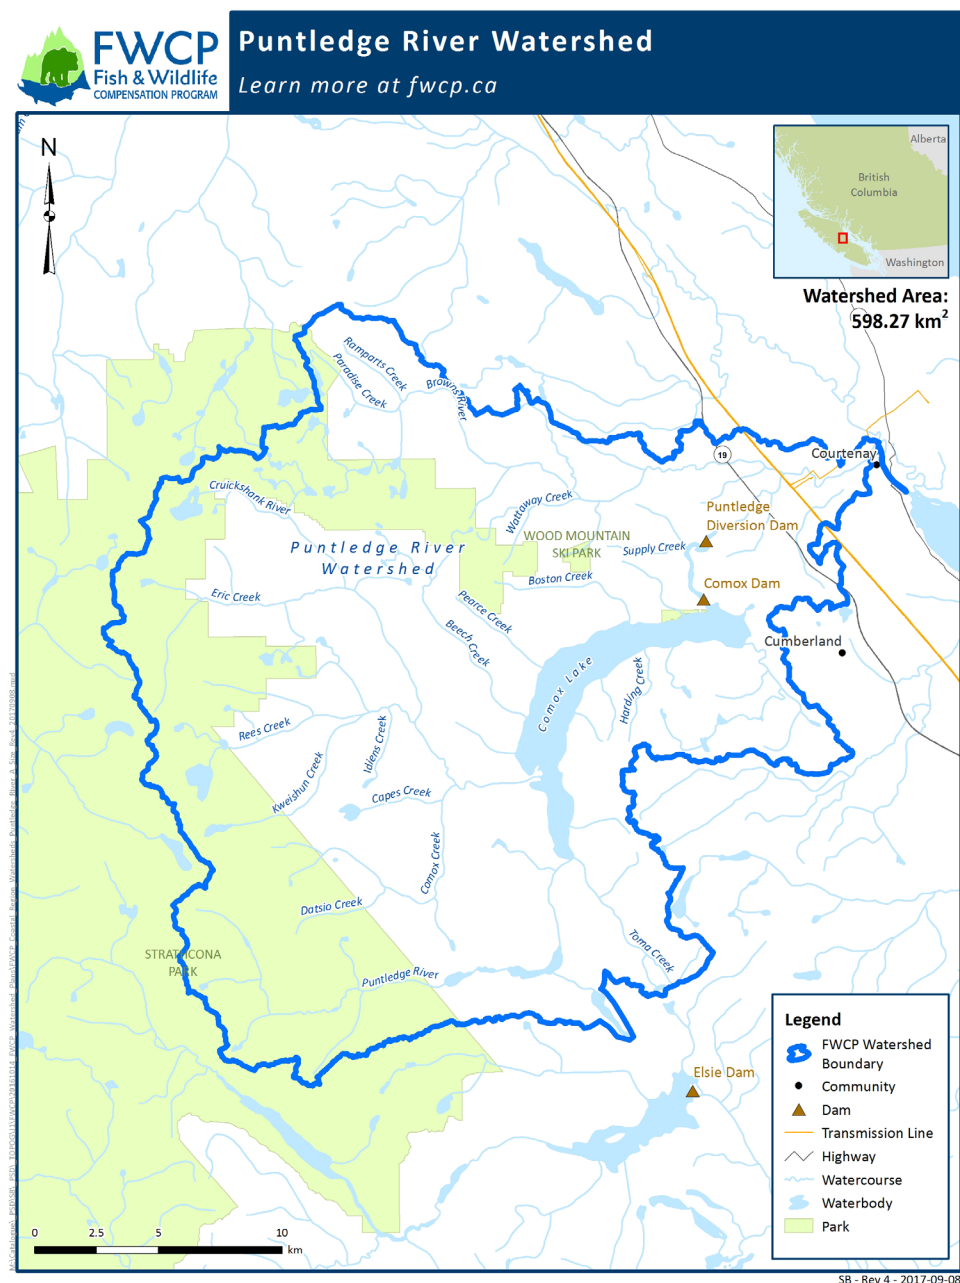 FWCP
Fish & Wildlife
COMPENSATION PROGRAM
Puntledge River Watershed
Learn more at fwcp.ca
N
Alberta
British
Columbia
Washington
Watershed Area:
598.27 km2
Ramparts Creek
Paradise Creek
Browns River
19
Courtenay
Cruickshank River
Wattaway Creek
Puntledge
Diversion Dam
WOOD MOUNTAIN
SKI PARK
Supply Creek
Puntledge River
Watershed
Boston Creek
Comox Dam
Eric Creek
Pearce Creek
Beech Creek
Cumberland
Comox Lake
Harding Creek
Rees Creek
Idiens Creek
Kweishun Creek
Capes Creek
Comox Creek
Datsio Creek
STRATHCONA
PARK
Toma Creek
Puntledge River
Elsie Dam
Legend
FWCP Watershed
Boundary
Community
Dam
Transmission Line
Highway
Watercourse
Waterbody
Park
0 2.5 5 10
km
SB - Rev 4 - 2017-09-08